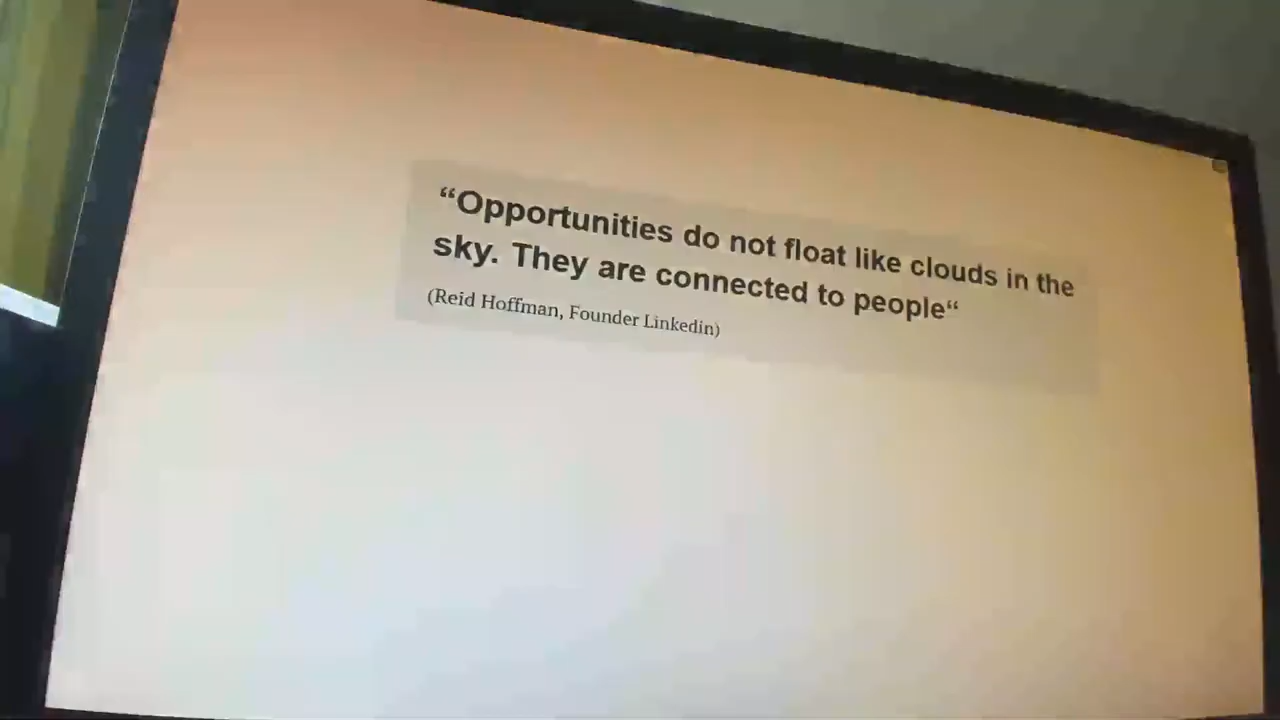 “Opportunities do not float like clouds in the
sky. They are connected to people“
(Reid Hoffman, Founder Linkedin)